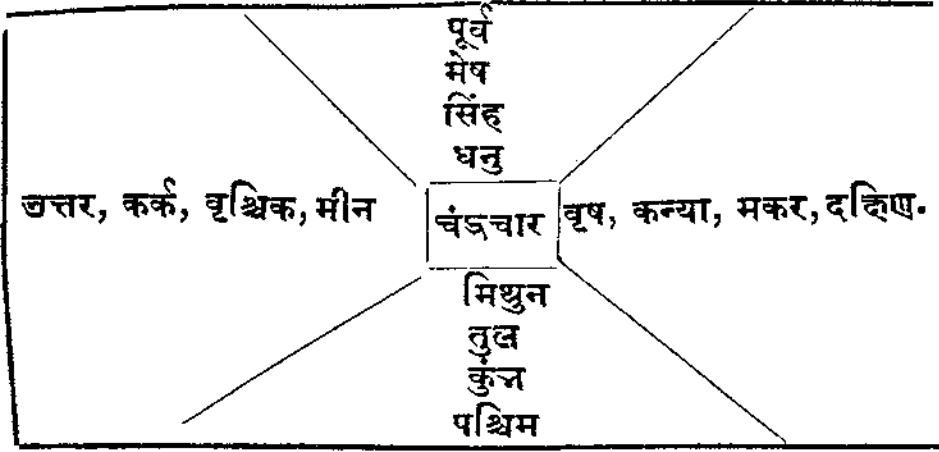 पूर्व
मेष
सिंह
धनु
उत्तर, कर्क, वृश्चिक, मीन
चंद्रचार
वृष, कन्या, मकर, दक्षिण.
मिथुन
तुल
कुंभ
पश्चिम